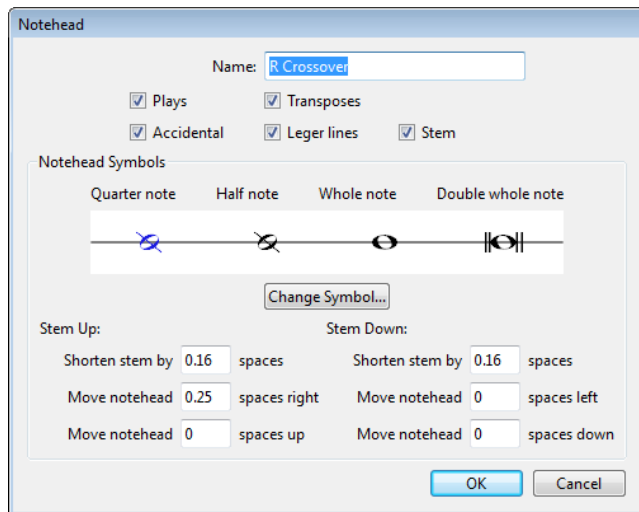 Notehead
Name: R Crossover
Plays Transposes
Accidental Leger lines Stem
Notehead Symbols
Quarter note Half note Whole note Double whole note
Change Symbol...
Stem Up: Stem Down:
Shorten stem by 0.16 spaces Shorten stem by 0.16 spaces
Move notehead 0.25 spaces right Move notehead 0 spaces left
Move notehead 0 spaces up Move notehead 0 spaces down
OK Cancel